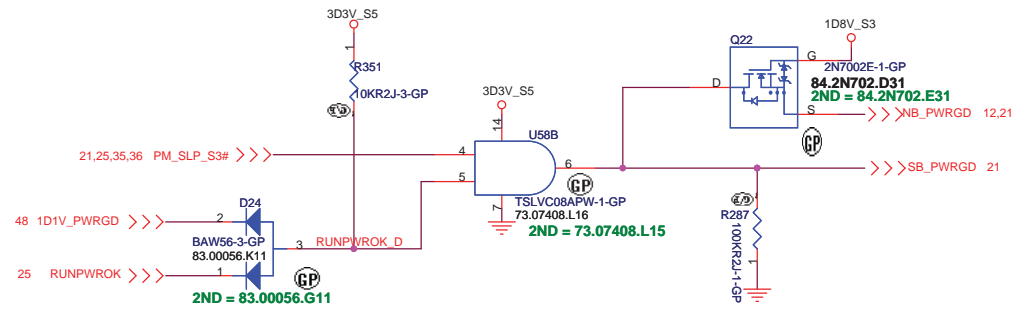 3D3V_S5
1
R351
10KR2J-3-GP
3D3V_S5
14
U58B
21,25,35,36 PM_SLP_S3#
4
5
6
GP
7
TSLVC08APW-1-GP
73.07408.L16
2ND = 73.07408.L15
48 1D1V_PWRGD
2
D24
BAW56-3-GP
83.00056.K11
3
RUNPWROK_D
25 RUNPWROK
1
GP
2ND = 83.00056.G11
1D8V_S3
Q22
G
2N7002E-1-GP
84.2N702.D31
2ND = 84.2N702.E31
D
S
NB_PWRGD 12,21
GP
SB_PWRGD 21
R287
100KR2J-1-GP
1